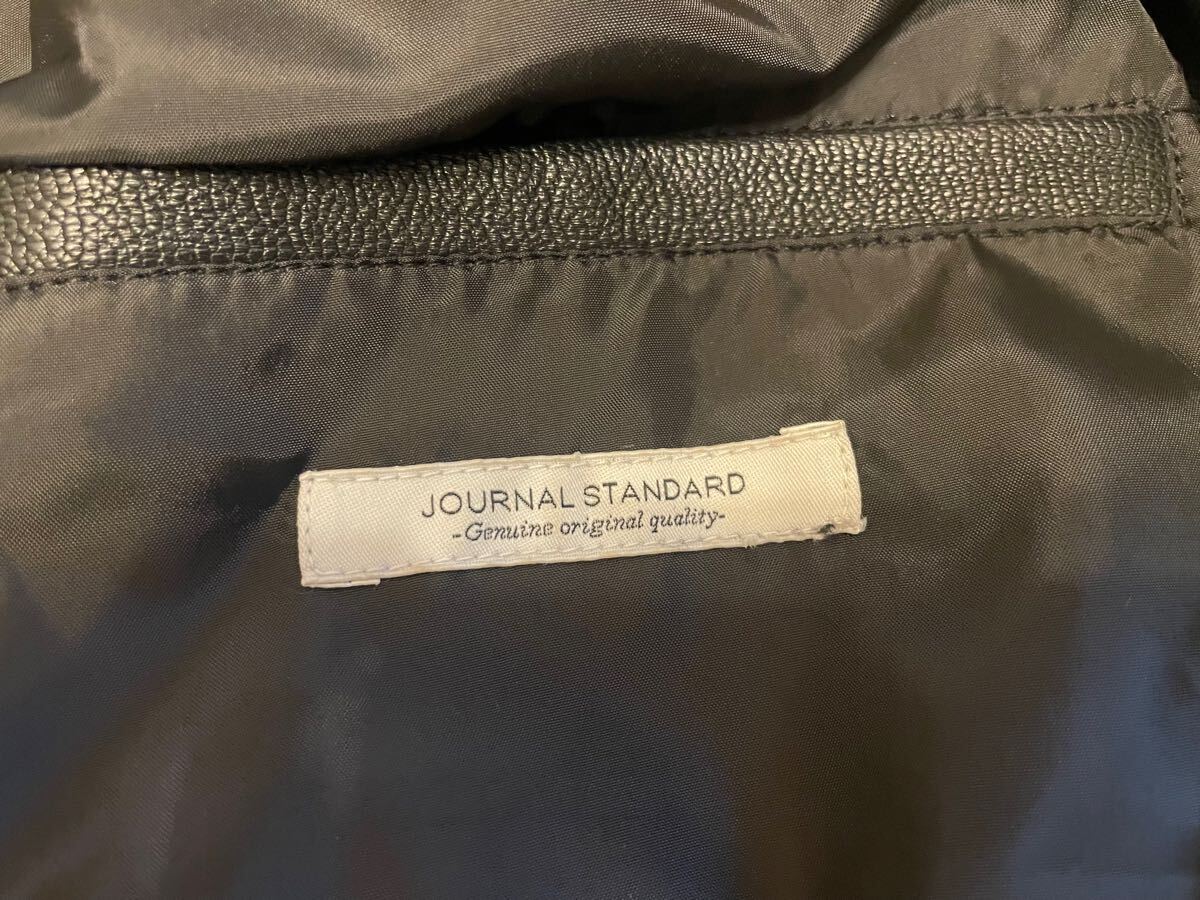 JOURNAL STANDARD
-Genuine original quality-